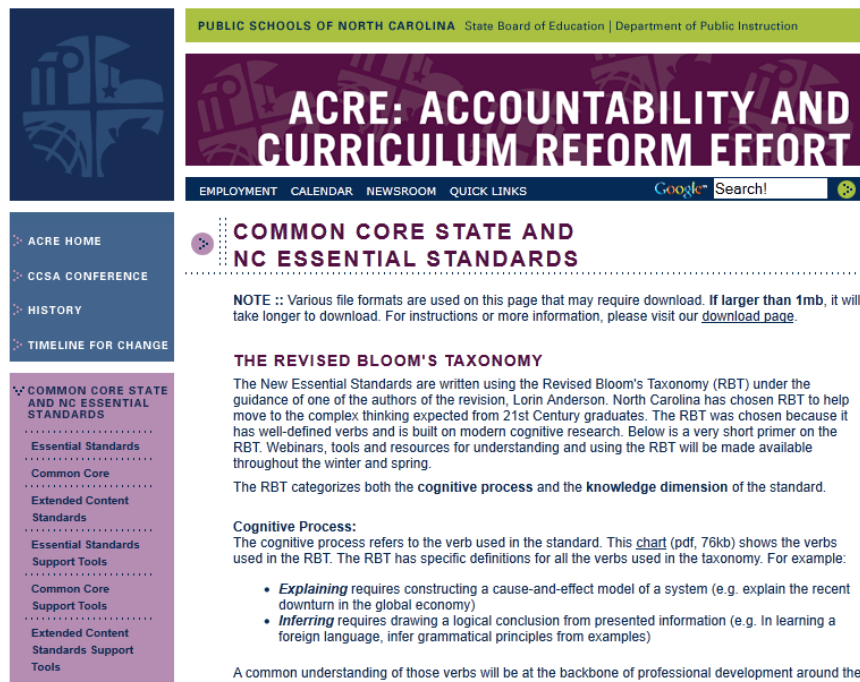 PUBLIC SCHOOLS OF NORTH CAROLINA State Board of Education | Department of Public Instruction
ACRE: ACCOUNTABILITY AND
CURRICULUM REFORM EFFORT
EMPLOYMENT CALENDAR NEWSROOM QUICK LINKS Google Search!
ACRE HOME
CCSA CONFERENCE
HISTORY
TIMELINE FOR CHANGE
COMMON CORE STATE
AND NC ESSENTIAL
STANDARDS
Essential Standards
Common Core
Extended Content
Standards
Essential Standards
Support Tools
Common Core
Support Tools
Extended Content
Standards Support
Tools
COMMON CORE STATE AND
NC ESSENTIAL STANDARDS
NOTE :: Various file formats are used on this page that may require download. If larger than 1mb, it will
take longer to download. For instructions or more information, please visit our download page.
THE REVISED BLOOM'S TAXONOMY
The New Essential Standards are written using the Revised Bloom's Taxonomy (RBT) under the
guidance of one of the authors of the revision, Lorin Anderson. North Carolina has chosen RBT to help
move to the complex thinking expected from 21st Century graduates. The RBT was chosen because it
has well-defined verbs and is built on modern cognitive research. Below is a very short primer on the
RBT. Webinars, tools and resources for understanding and using the RBT will be made available
throughout the winter and spring.
The RBT categorizes both the cognitive process and the knowledge dimension of the standard.
Cognitive Process:
The cognitive process refers to the verb used in the standard. This chart (pdf, 76kb) shows the verbs
used in the RBT. The RBT has specific definitions for all the verbs used in the taxonomy. For example:
• Explaining requires constructing a cause-and-effect model of a system (e.g. explain the recent
downturn in the global economy)
• Inferring requires drawing a logical conclusion from presented information (e.g. In learning a
foreign language, infer grammatical principles from examples)
A common understanding of those verbs will be at the backbone of professional development around the